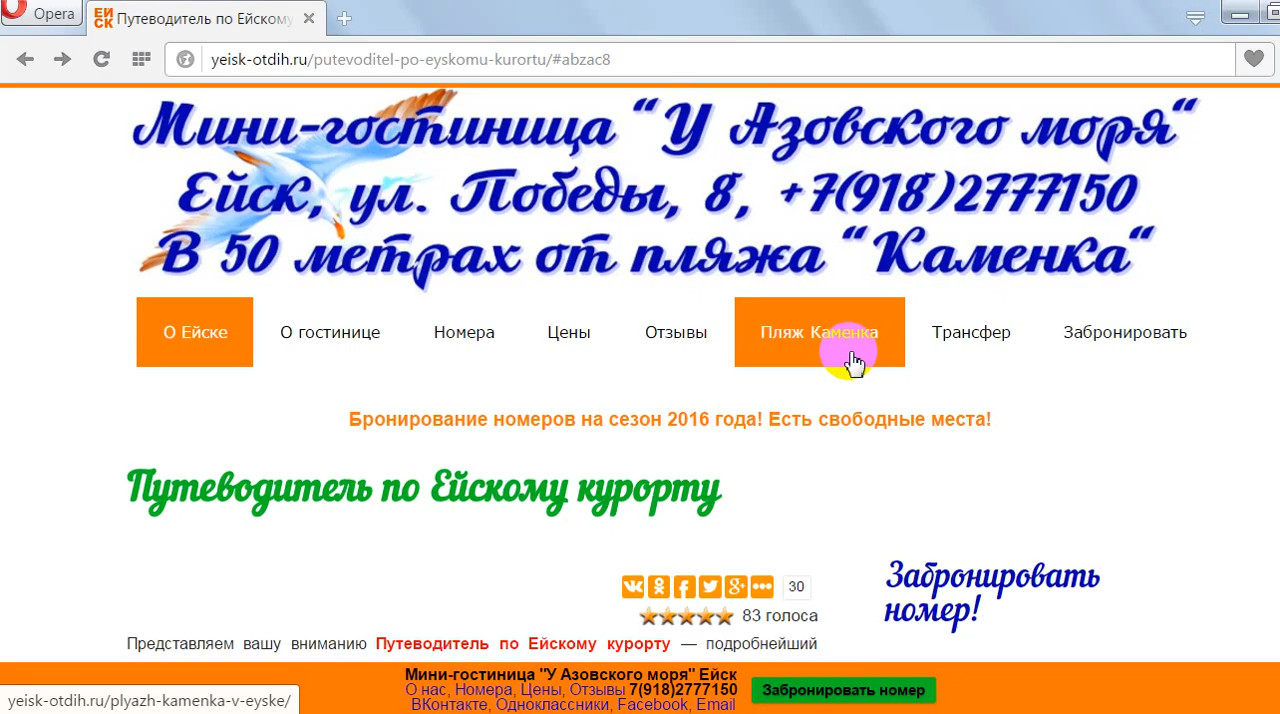 Opera
ЕЙСК Путеводитель по Ейскому
yeisk-otdih.ru/putevoditel-po-eyskomu-kurortu/#abzac8
Мини-гостиница "У Азовского моря"
Ейск, ул. Победы, 8, +7(918)2777150
В 50 метрах от пляжа "Каменка"
О Ейске О гостинице Номера Цены Отзывы Пляж Каменка Трансфер Забронировать
Бронирование номеров на сезон 2016 года! Есть свободные места!
Путеводитель по Ейскому курорту
30
83 голоса
Представляем вашу вниманию Путеводитель по Ейскому курорту — подробнейший
Забронировать
номер!
Мини-гостиница "У Азовского моря" Ейск
О нас, Номера, Цены, Отзывы 7(918)2777150
ВКонтакте, Одноклассники, Facebook, Email
Забронировать номер
yeisk-otdih.ru/plyazh-kamenka-v-eyske/